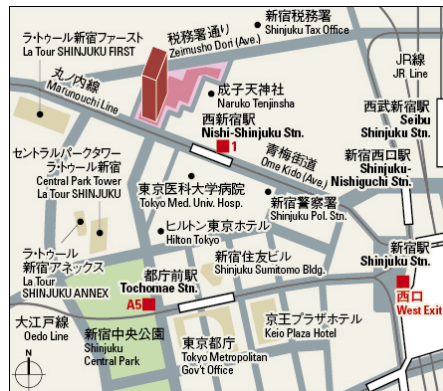 ラ・トゥール新宿ファースト
La Tour SHINJUKU FIRST
税務署通り
Zeimusho Dori (Ave.)
新宿税務署
Shinjuku Tax Office
丸ノ内線
Marunouchi Line
成子天神社
Naruko Tenjinsha
JR線
JR Line
西新宿駅
Nishi-Shinjuku Stn.
1
西武新宿駅
Seibu
Shinjuku Stn.
青梅街道
Ome Kido (Ave.)
新宿西口駅
Shinjuku-
Nishiguchi Stn.
セントラルパークタワー
ラ・トゥール新宿
Central Park Tower
La Tour SHINJUKU
東京医科大学病院
Tokyo Med. Univ. Hosp.
新宿警察署
Shinjuku Pol. Stn.
ヒルトン東京ホテル
Hilton Tokyo
ラ・トゥール
新宿アネックス
La Tour
SHINJUKU ANNEX
都庁前駅
Tochomae Stn.
A5
新宿住友ビル
Shinjuku Sumitomo Bldg.
新宿駅
Shinjuku Stn.
西口
West Exit
大江戸線
Oedo Line
新宿中央公園
Shinjuku
Central Park
東京都庁
Tokyo Metropolitan
Gov't Office
京王プラザホテル
Keio Plaza Hotel
N